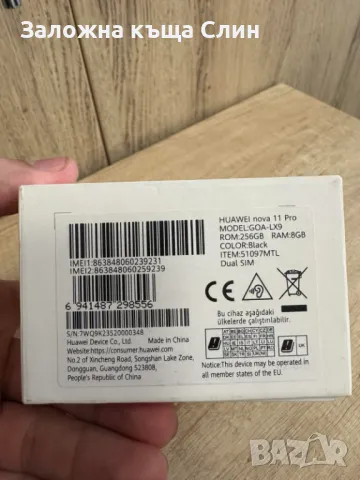 Заложна къща Слин
HUAWEI nova 11 Pro
MODEL:GOA-LX9
ROM:256GB RAM:8GB
COLOR:Black
ITEM:51097MTL
Dual SIM
IMEI1:863848060239231
IMEI2:863848060259239
6 941487 298556
S/N:7WQ9K23520000348
Huawei Device Co., Ltd. Made in China
Website:https://consumer.huawei.com
No.2 of Xincheng Road, Songshan Lake Zone,
Dongguan, Guangdong 523808,
People's Republic of China
Bu cihaz aşağıdaki
ülkelerde çalıştırılabilir.
UK
Notice:This device may be operated in
all member states of the EU.
BAZAR
bg